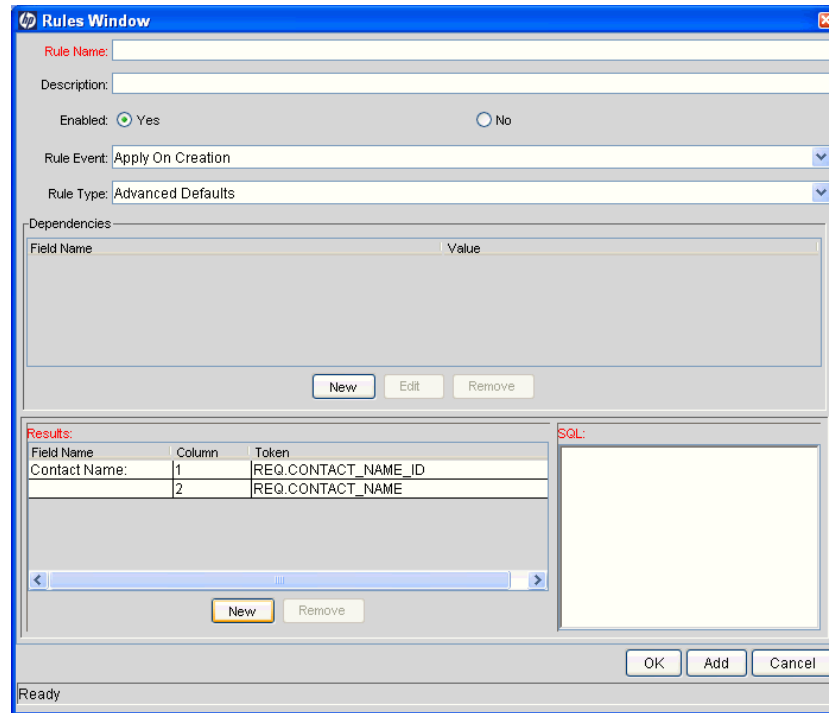 hp Rules Window
Rule Name:
Description:
Enabled: Yes No
Rule Event: Apply On Creation
Rule Type: Advanced Defaults
Dependencies
Field Name Value
New Edit Remove
Results:
Field Name Column Token
Contact Name: 1 REQ.CONTACT_NAME_ID
2 REQ.CONTACT_NAME
New Remove
SQL:
OK Add Cancel
Ready